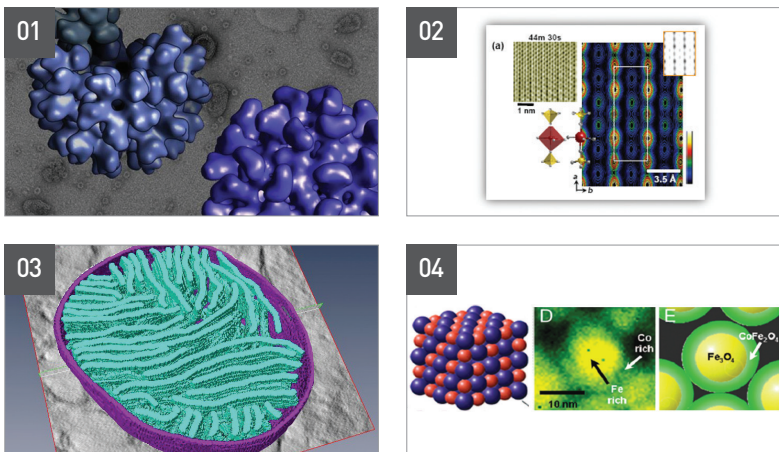 01
02
(a)
44m 30s
1 nm
a
b
3.5 Å
03
04
D
Co
rich
Fe
rich
10 nm
E
CoFe₂O₄
Fe₃O₄